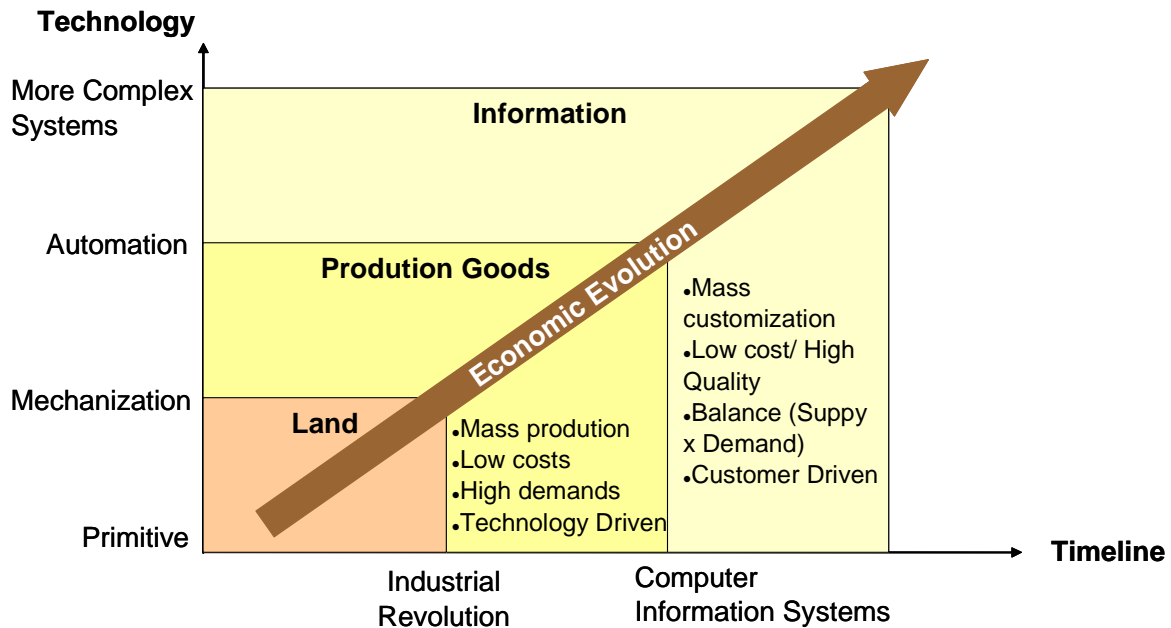 Technology
More Complex
Systems
Information
Automation
Prodution Goods
Economic Evolution
•Mass
customization
•Low cost/ High
Quality
•Balance (Suppy
x Demand)
•Customer Driven
Mechanization
Land
•Mass prodution
•Low costs
•High demands
•Technology Driven
Primitive
Timeline
Industrial
Revolution
Computer
Information Systems